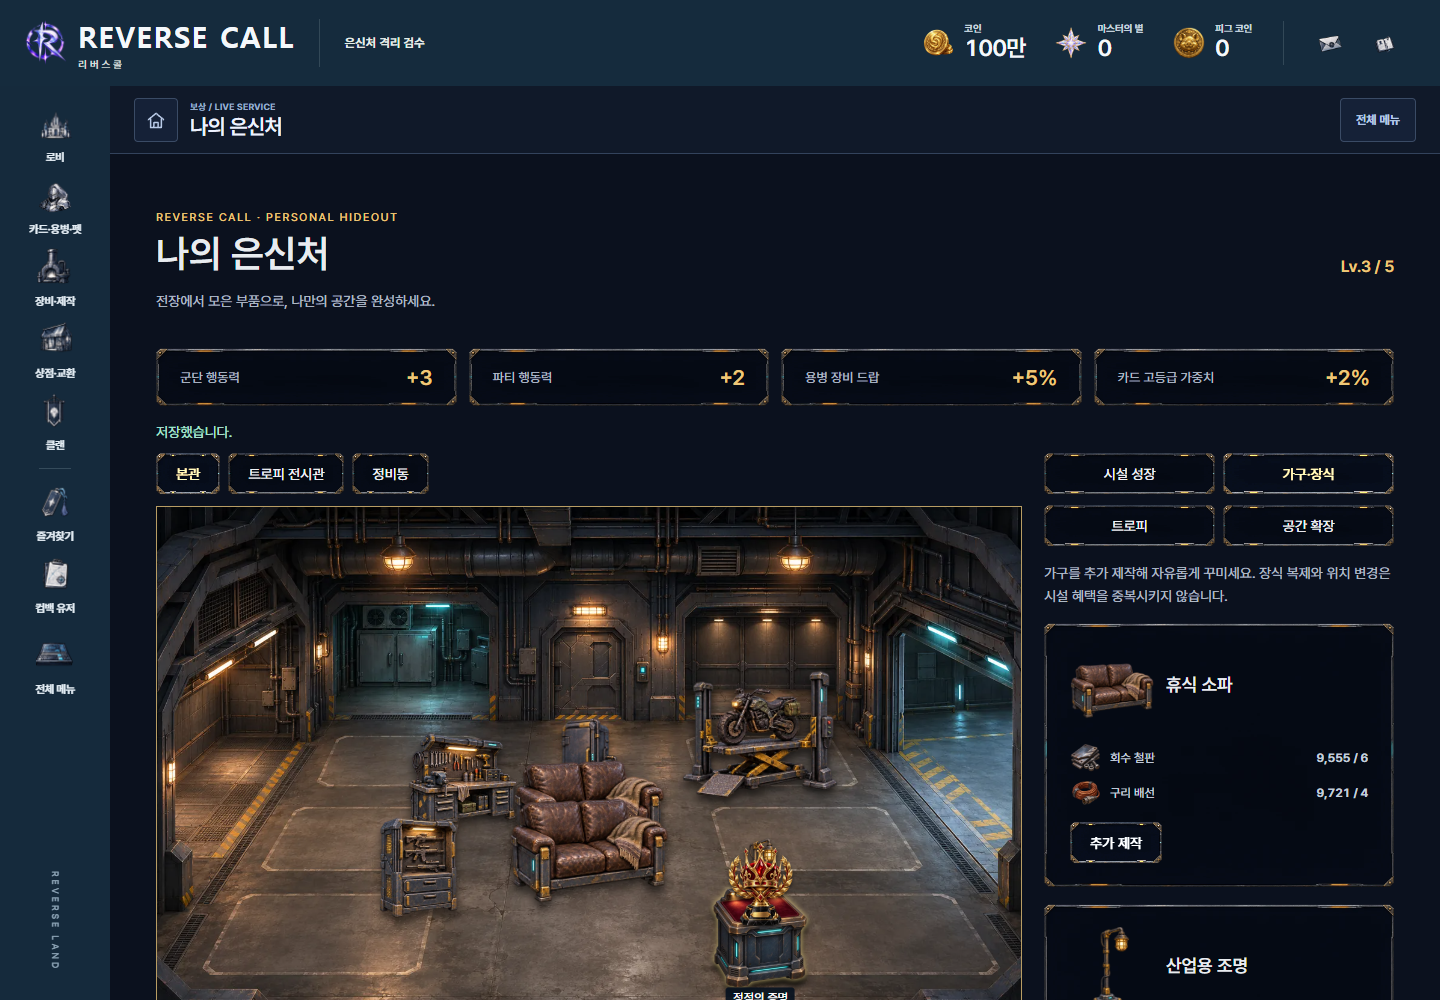 REVERSE CALL
리버스콜
은신처 격리 검수
코인
100만
마스터의 별
0
피그 코인
0
로비
카드·용병·펫
장비·제작
상점·교환
클랜
즐겨찾기
컴백 유저
전체 메뉴
REVERSE LAND
보상 / LIVE SERVICE
나의 은신처
전체 메뉴
REVERSE CALL · PERSONAL HIDEOUT
나의 은신처
Lv.3 / 5
전장에서 모은 부품으로, 나만의 공간을 완성하세요.
군단 행동력 +3
파티 행동력 +2
용병 장비 드랍 +5%
카드 고등급 가중치 +2%
저장했습니다.
본관
트로피 전시관
정비동
시설 성장
가구·장식
트로피
공간 확장
가구를 추가 제작해 자유롭게 꾸미세요. 장식 복제와 위치 변경은
시설 혜택을 중복시키지 않습니다.
휴식 소파
회수 철판 9,555 / 6
구리 배선 9,721 / 4
추가 제작
산업용 조명